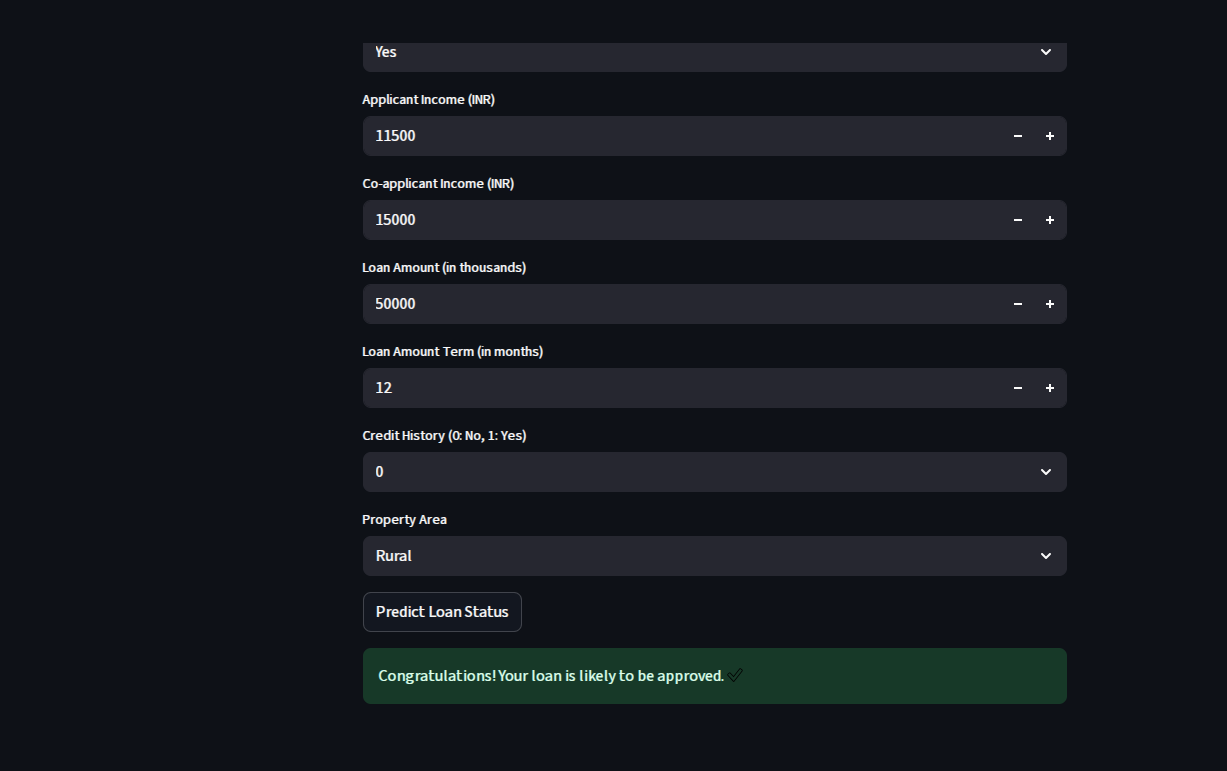 Yes
Applicant Income (INR)
11500
Co-applicant Income (INR)
15000
Loan Amount (in thousands)
50000
Loan Amount Term (in months)
12
Credit History (0: No, 1: Yes)
0
Property Area
Rural
Predict Loan Status
Congratulations! Your loan is likely to be approved. ✅